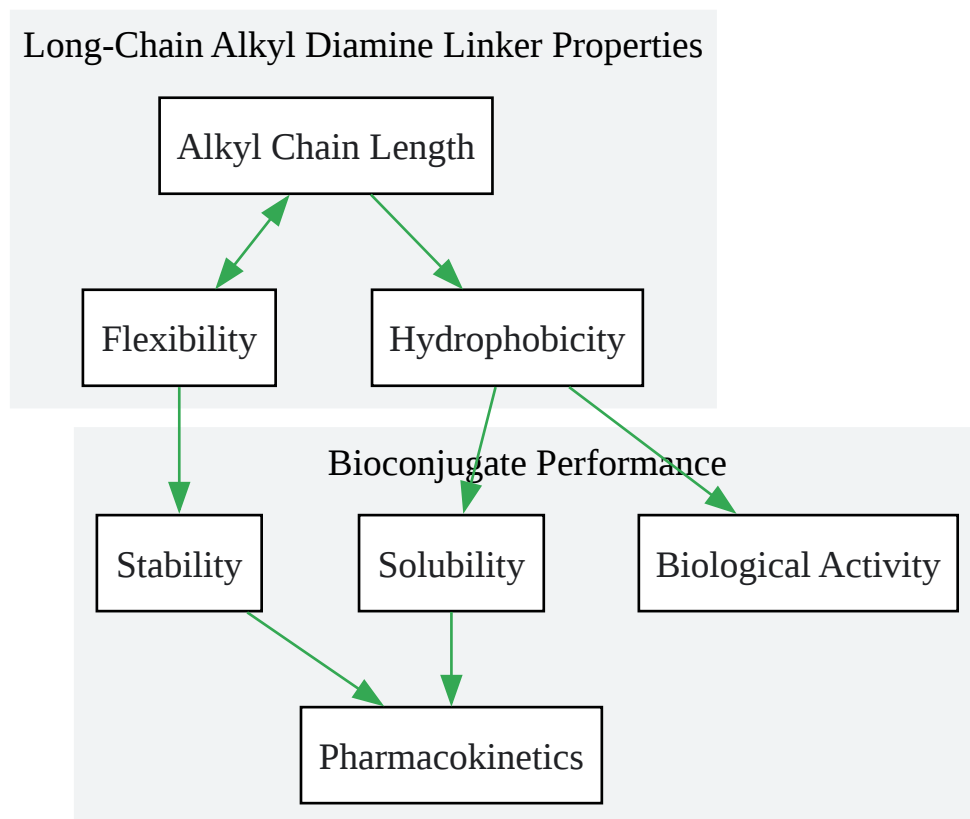 Long-Chain Alkyl Diamine Linker Properties
Alkyl Chain Length
Flexibility
Hydrophobicity
Bioconjugate Performance
Stability
Solubility
Biological Activity
Pharmacokinetics